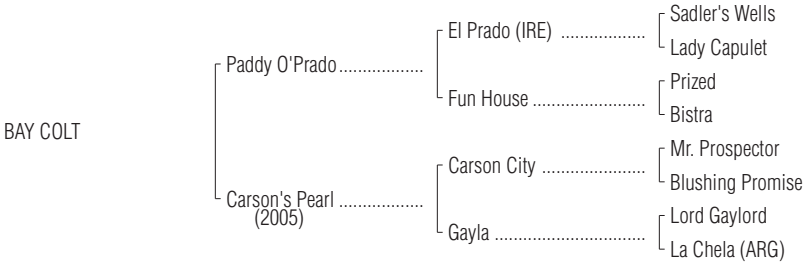 Sadler's Wells
El Prado (IRE) ..................
Lady Capulet
Paddy O'Prado..................
Prized
Fun House ........................
Bistra
BAY COLT
Mr. Prospector
Carson City ......................
Blushing Promise
Carson's Pearl ..................
(2005)
Lord Gaylord
Gayla ................................
La Chela (ARG)